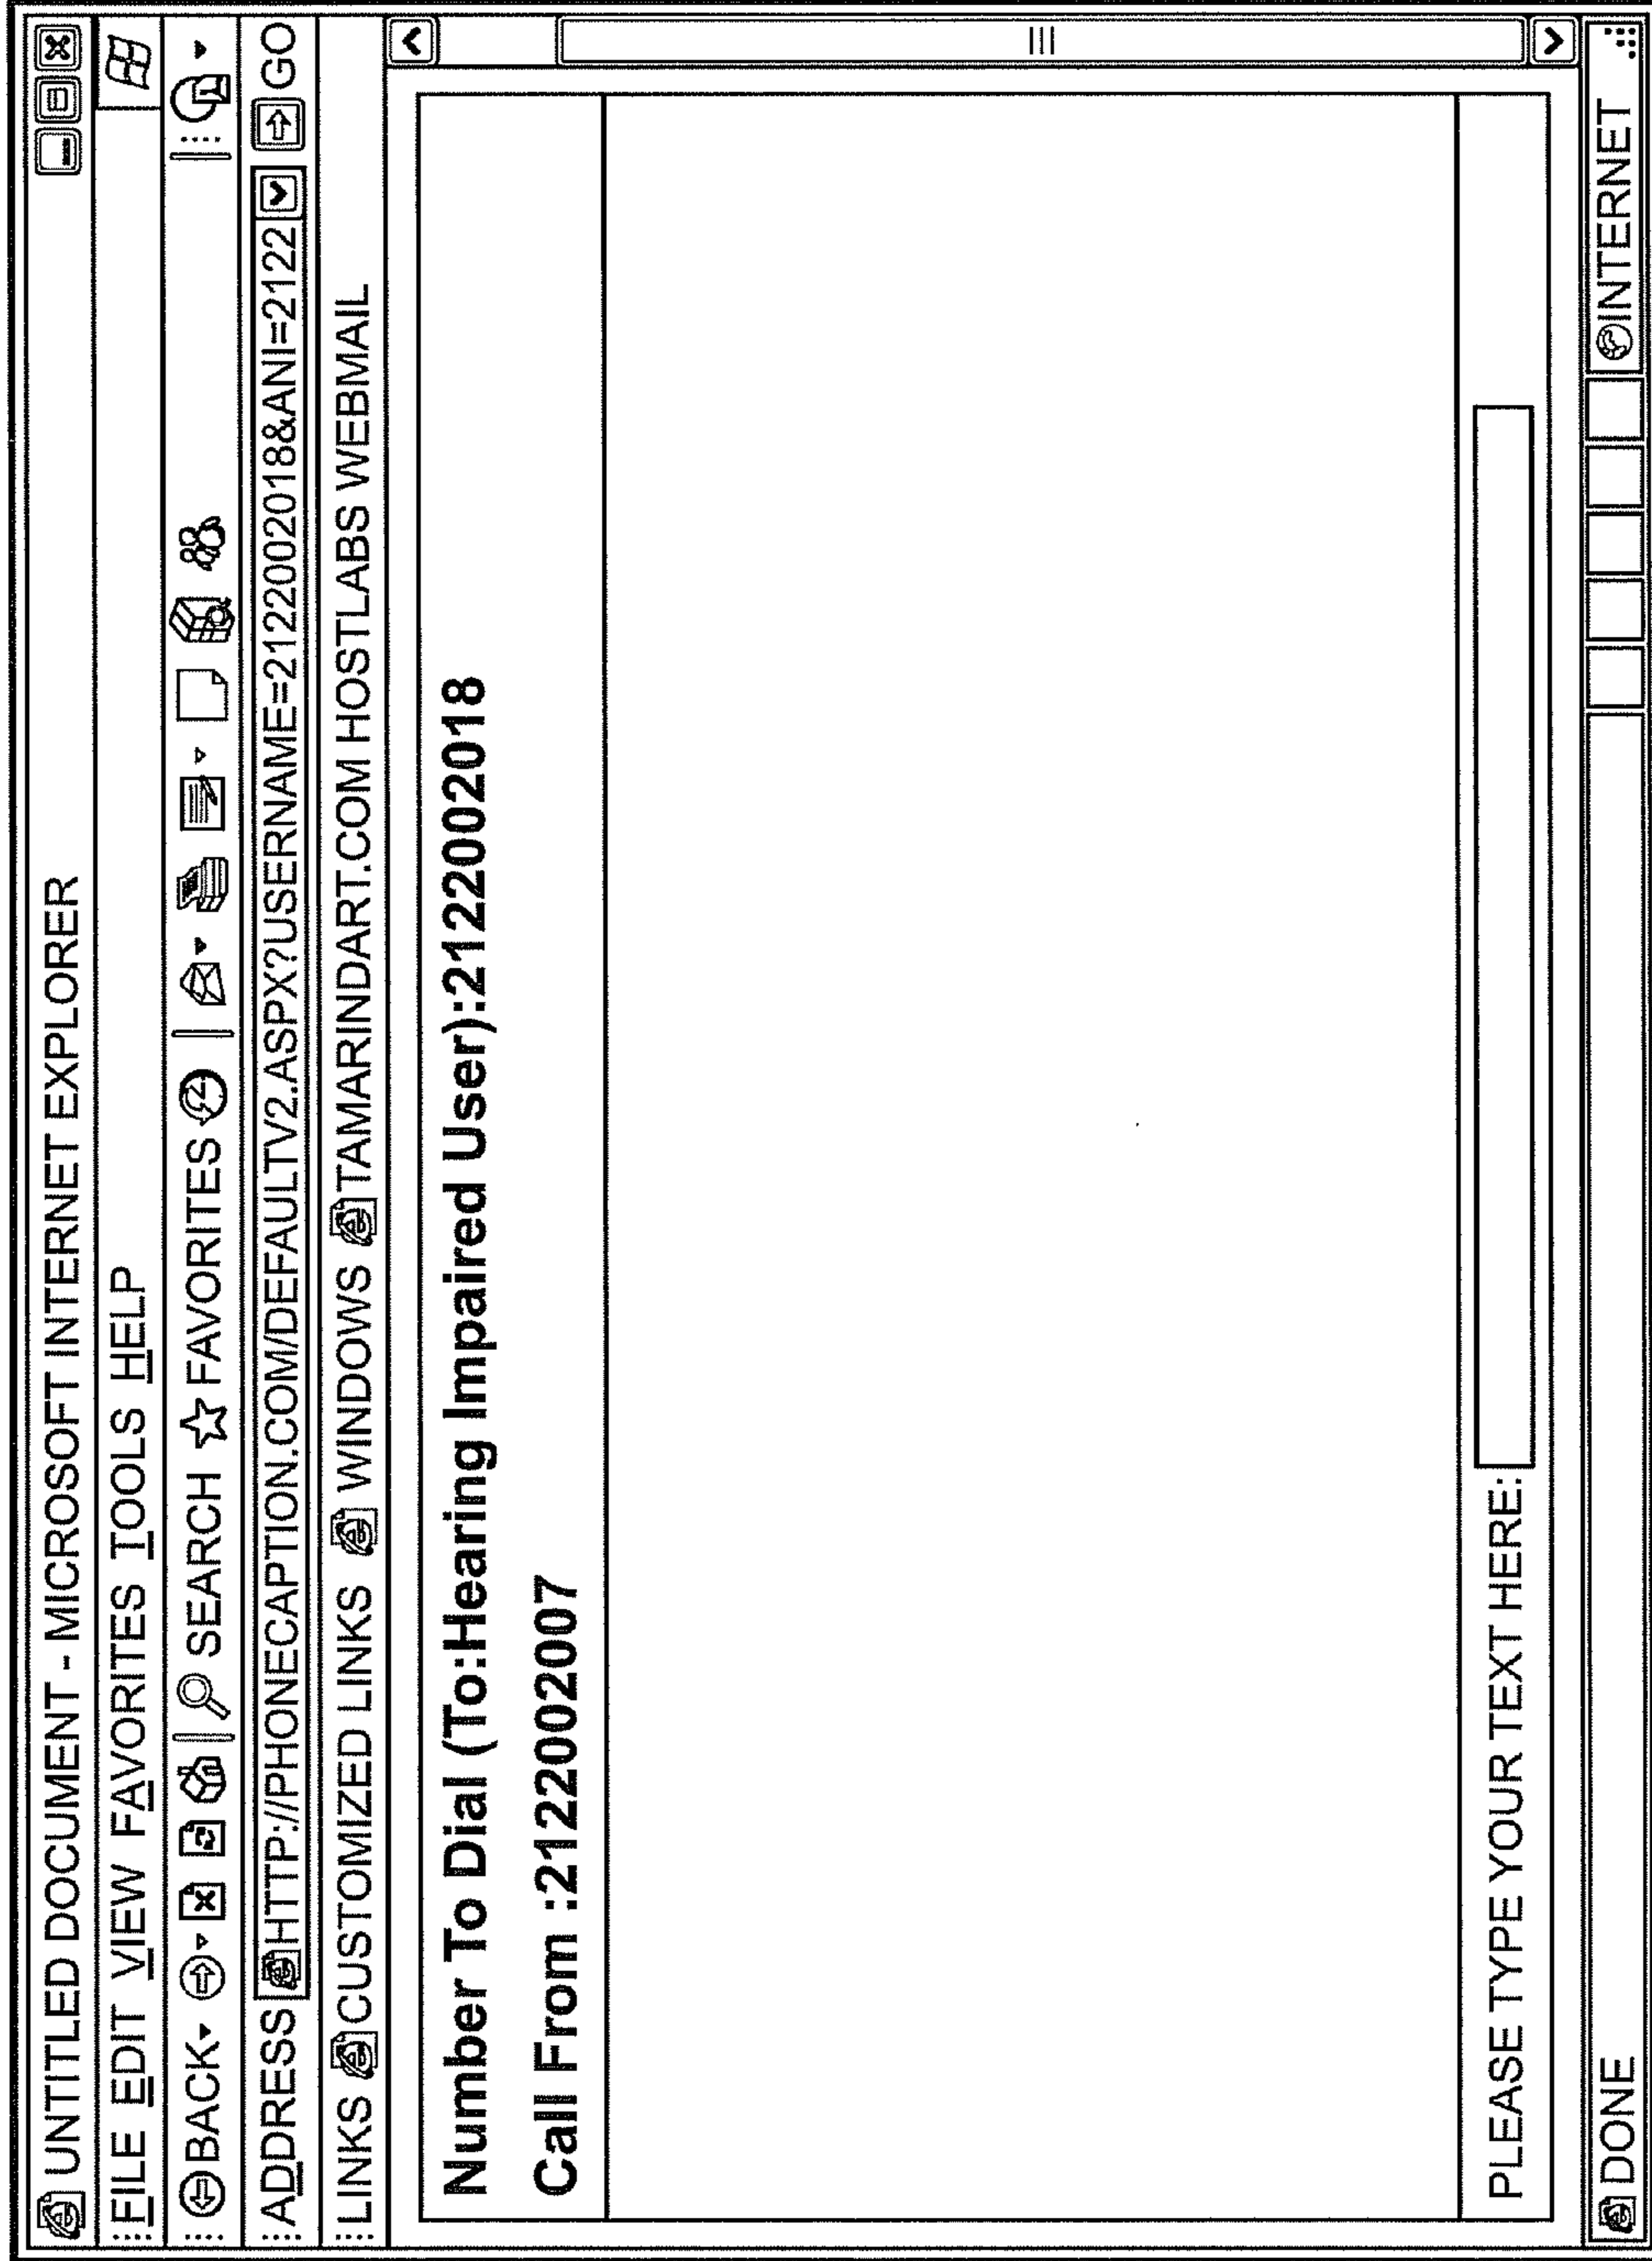 UNTITLED DOCUMENT - MICROSOFT INTERNET EXPLORER
FILE EDIT VIEW FAVORITES TOOLS HELP
BACK SEARCH FAVORITES
ADDRESS HTTP://PHONECAPTION.COM/DEFAULTV2.ASPX?USERNAME=2122002018&ANI=2122 GO
LINKS CUSTOMIZED LINKS WINDOWS TAMARINDART.COM HOSTLABS WEBMAIL
Number To Dial (To:Hearing Impaired User):2122002018
Call From :2122002007
PLEASE TYPE YOUR TEXT HERE:
DONE INTERNET